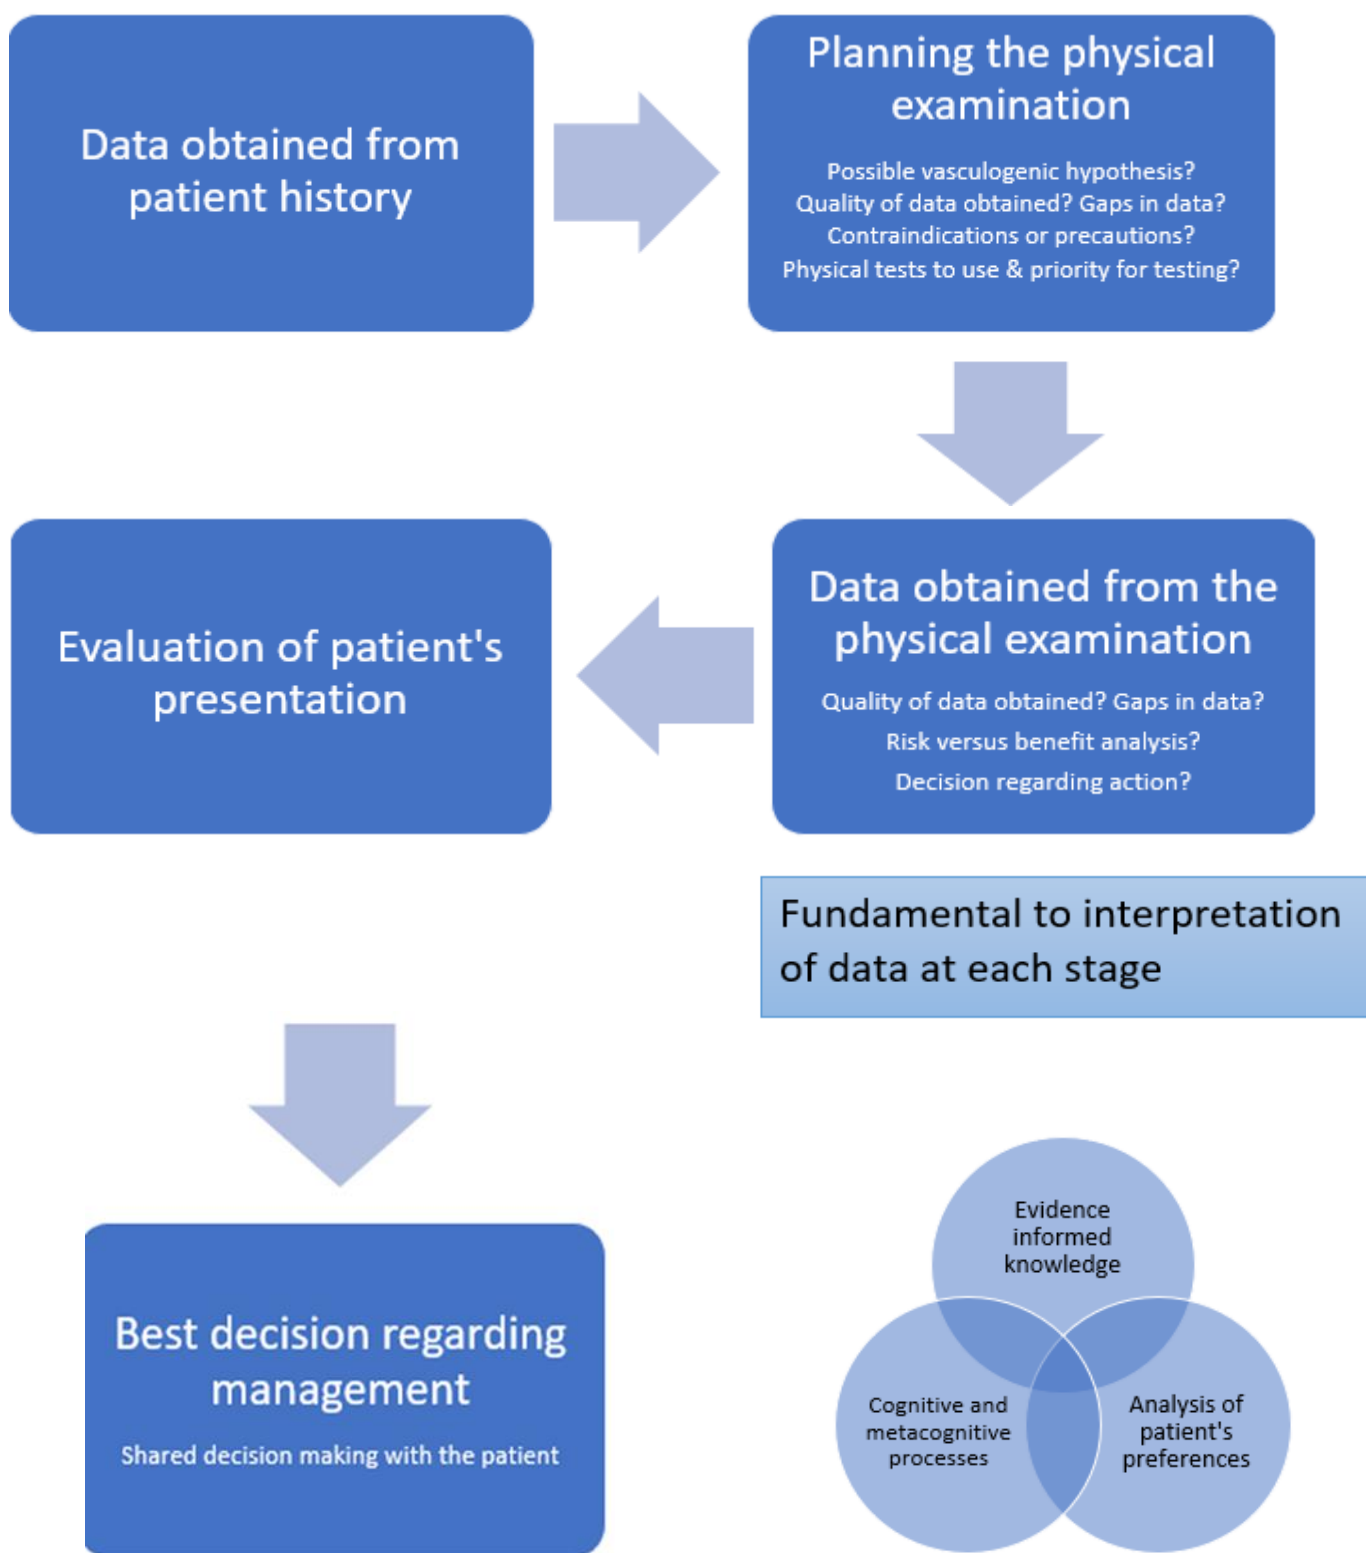 Data obtained from
patient history
Planning the physical
examination
Possible vasculogenic hypothesis?
Quality of data obtained? Gaps in data?
Contraindications or precautions?
Physical tests to use & priority for testing?
Data obtained from the
physical examination
Quality of data obtained? Gaps in data?
Risk versus benefit analysis?
Decision regarding action?
Evaluation of patient's
presentation
Fundamental to interpretation
of data at each stage
Best decision regarding
management
Shared decision making with the patient
Evidence
informed
knowledge
Cognitive and
metacognitive
processes
Analysis of
patient's
preferences